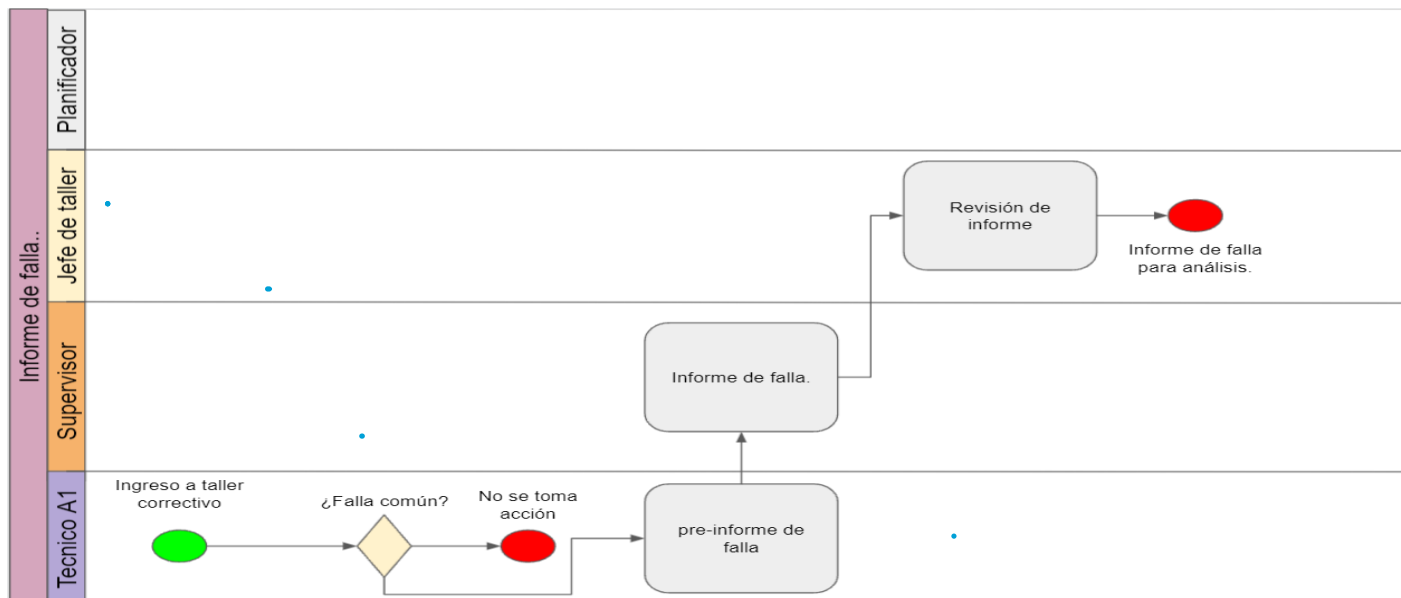 Informe de falla..
Planificador
Jefe de taller
Revisión de
informe
Informe de falla
para análisis.
Supervisor
Informe de falla.
Tecnico A1
Ingreso a taller
correctivo
¿Falla común?
No se toma
acción
pre-informe de
falla